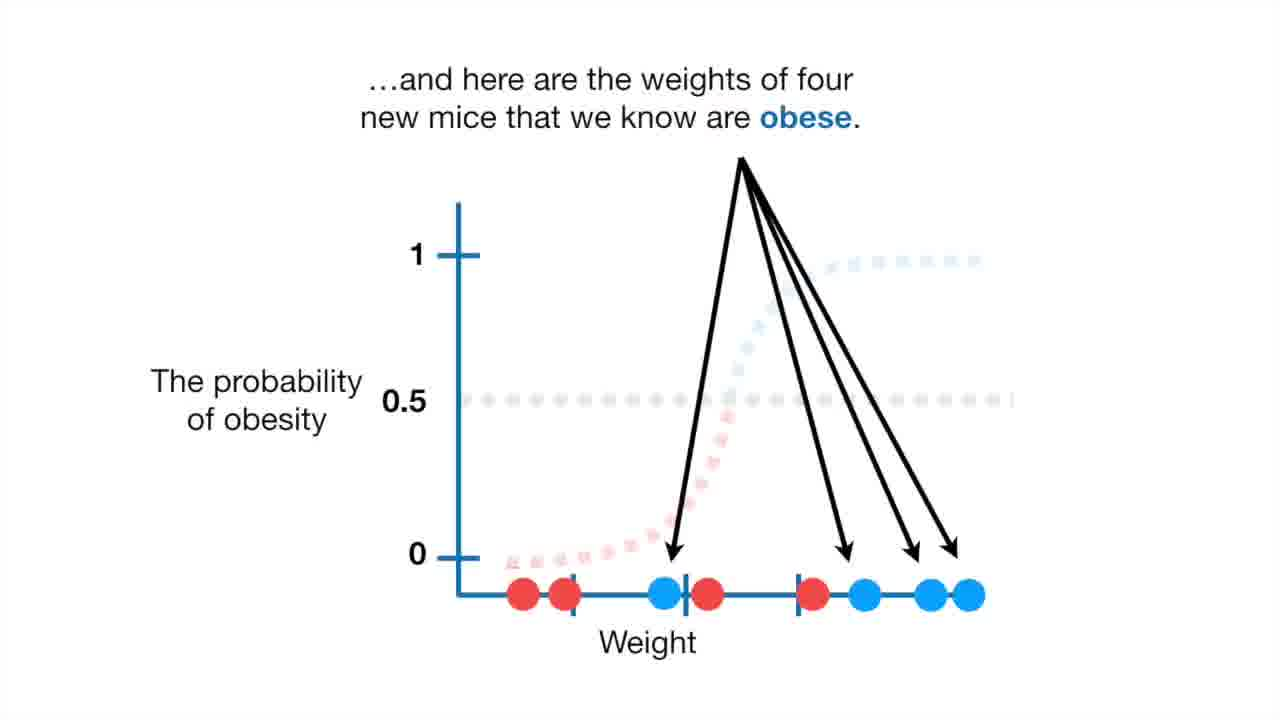 …and here are the weights of four
new mice that we know are obese.
1
The probability
of obesity
0.5
0
Weight